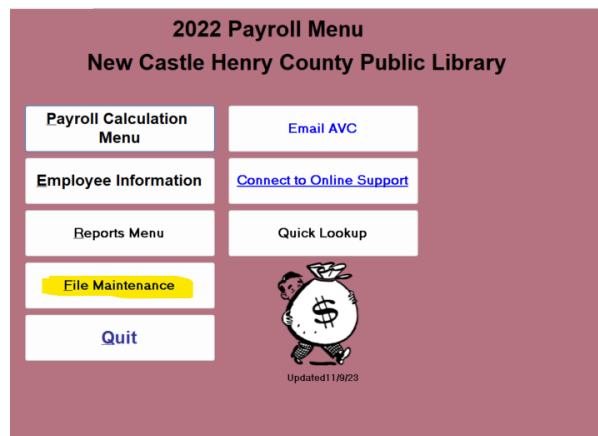 2022 Payroll Menu
New Castle Henry County Public Library
Payroll Calculation
Menu
Email AVC
Employee Information
Connect to Online Support
Reports Menu
Quick Lookup
File Maintenance
$
Quit
Updated11/9/23